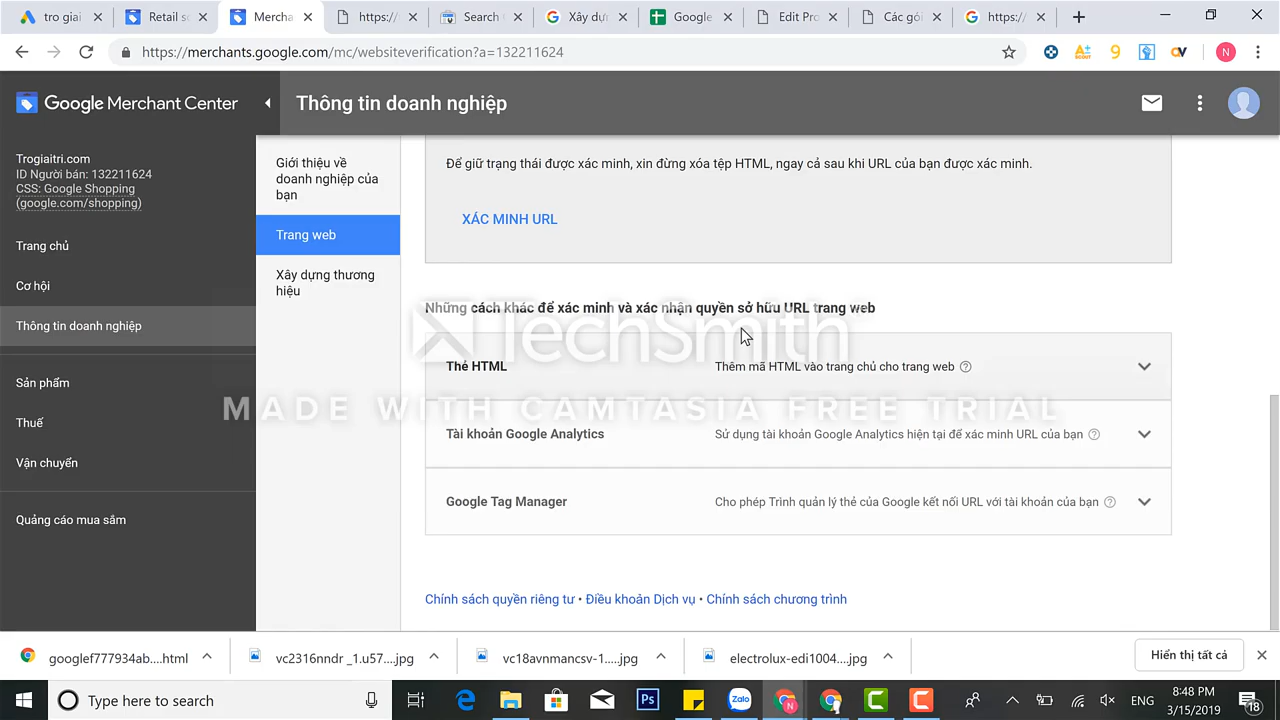 tro giai
Retail s
Mercha
https:/
Search
Xây dự
Google
Edit Pro
Các gó
https:/
https://merchants.google.com/mc/websiteverification?a=132211624
A+
SCOUT
9
av
N
Google Merchant Center
Thông tin doanh nghiệp
Trogiaitri.com
ID Người bán: 132211624
CSS: Google Shopping
(google.com/shopping)
Trang chủ
Cơ hội
Thông tin doanh nghiệp
Sản phẩm
Thuế
Vận chuyển
Quảng cáo mua sắm
Giới thiệu về
doanh nghiệp của
bạn
Trang web
Xây dựng thương
hiệu
Để giữ trạng thái được xác minh, xin đừng xóa tệp HTML, ngay cả sau khi URL của bạn được xác minh.
XÁC MINH URL
Những cách khác để xác minh và xác nhận quyền sở hữu URL trang web
TechSmith
Thẻ HTML
Thêm mã HTML vào trang chủ cho trang web
MADE WITH CAMTASIA FREE TRIAL
Tài khoản Google Analytics
Sử dụng tài khoản Google Analytics hiện tại để xác minh URL của bạn
Google Tag Manager
Cho phép Trình quản lý thẻ của Google kết nối URL với tài khoản của bạn
Chính sách quyền riêng tư • Điều khoản Dịch vụ • Chính sách chương trình
googlef777934ab....html
vc2316nndr _1.u57....jpg
vc18avnmancsv-1.....jpg
electrolux-edi1004....jpg
Hiển thị tất cả
Type here to search
Ps
Zalo
N
ENG
8:48 PM
3/15/2019
18